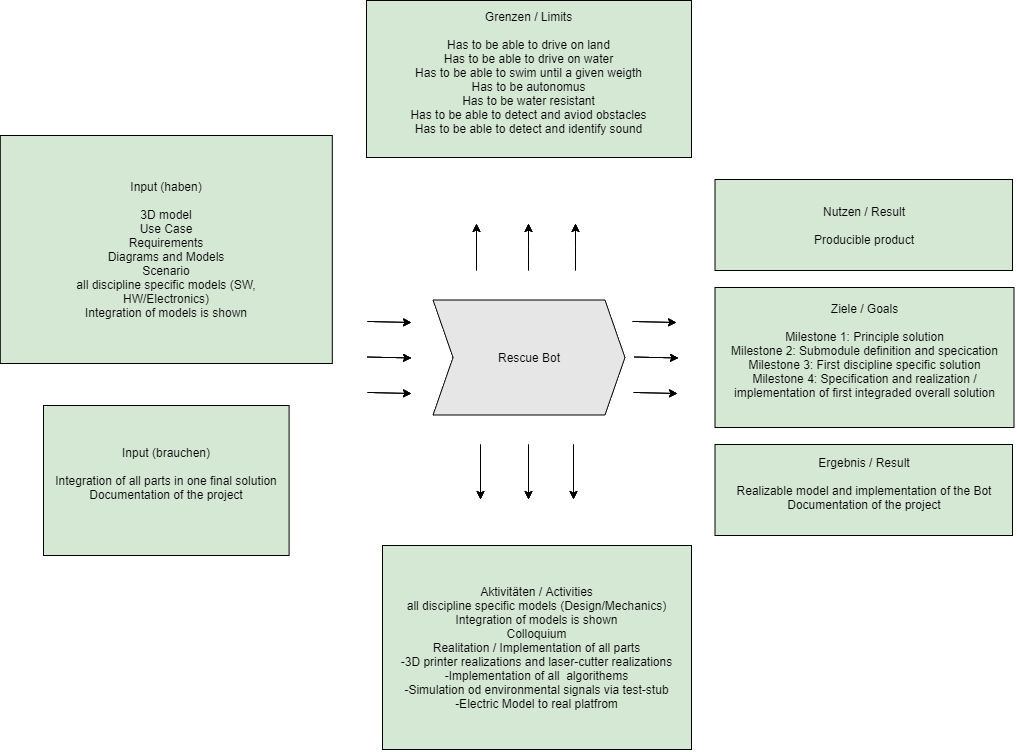 Grenzen / Limits
Has to be able to drive on land
Has to be able to drive on water
Has to be able to swim until a given weigth
Has to be autonomus
Has to be water resistant
Has to be able to detect and aviod obstacles
Has to be able to detect and identify sound
Input (haben)
3D model
Use Case
Requirements
Diagrams and Models
Scenario
all discipline specific models (SW,
HW/Electronics)
Integration of models is shown
Input (brauchen)
Integration of all parts in one final solution
Documentation of the project
Rescue Bot
Nutzen / Result
Producible product
Ziele / Goals
Milestone 1: Principle solution
Milestone 2: Submodule definition and specication
Milestone 3: First discipline specific solution
Milestone 4: Specification and realization /
implementation of first integraded overall solution
Ergebnis / Result
Realizable model and implementation of the Bot
Documentation of the project
Aktivitäten / Activities
all discipline specific models (Design/Mechanics)
Integration of models is shown
Colloquium
Realitation / Implementation of all parts
-3D printer realizations and laser-cutter realizations
-Implementation of all  algorithems
-Simulation od environmental signals via test-stub
-Electric Model to real platfrom